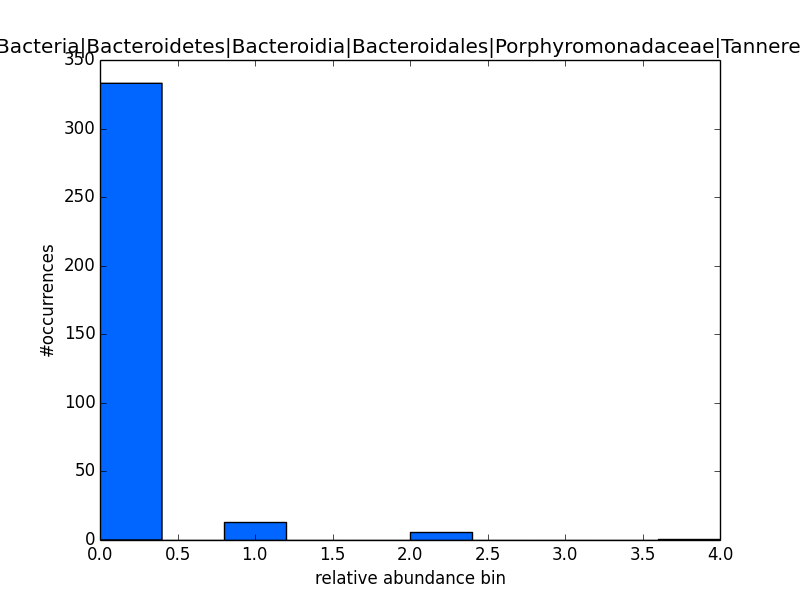 Bacteria|Bacteroidetes|Bacteroidia|Bacteroidales|Porphyromonadaceae|Tannere
350
300
250
200
150
100
50
0
#occurrences
0.0 0.5 1.0 1.5 2.0 2.5 3.0 3.5 4.0
relative abundance bin